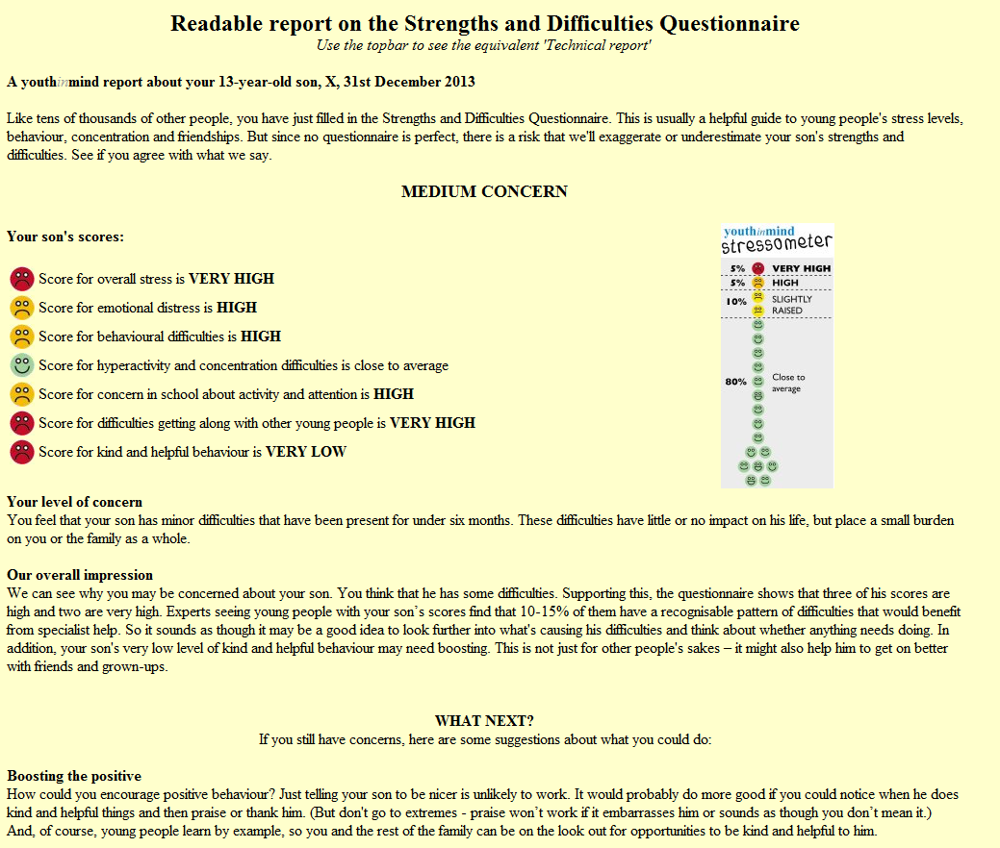 Readable report on the Strengths and Difficulties Questionnaire
Use the topbar to see the equivalent 'Technical report'
A youthinmind report about your 13-year-old son, X, 31st December 2013
Like tens of thousands of other people, you have just filled in the Strengths and Difficulties Questionnaire. This is usually a helpful guide to young people's stress levels,
behaviour, concentration and friendships. But since no questionnaire is perfect, there is a risk that we'll exaggerate or underestimate your son's strengths and
difficulties. See if you agree with what we say.
MEDIUM CONCERN
Your son's scores:
Score for overall stress is VERY HIGH
Score for emotional distress is HIGH
Score for behavioural difficulties is HIGH
Score for hyperactivity and concentration difficulties is close to average
Score for concern in school about activity and attention is HIGH
Score for difficulties getting along with other young people is VERY HIGH
Score for kind and helpful behaviour is VERY LOW
youthinmind
stressometer
5% VERY HIGH
5% HIGH
10% SLIGHTLY
RAISED
80% Close to
average
Your level of concern
You feel that your son has minor difficulties that have been present for under six months. These difficulties have little or no impact on his life, but place a small burden
on you or the family as a whole.
Our overall impression
We can see why you may be concerned about your son. You think that he has some difficulties. Supporting this, the questionnaire shows that three of his scores are
high and two are very high. Experts seeing young people with your son’s scores find that 10-15% of them have a recognisable pattern of difficulties that would benefit
from specialist help. So it sounds as though it may be a good idea to look further into what's causing his difficulties and think about whether anything needs doing. In
addition, your son's very low level of kind and helpful behaviour may need boosting. This is not just for other people's sakes – it might also help him to get on better
with friends and grown-ups.
WHAT NEXT?
If you still have concerns, here are some suggestions about what you could do:
Boosting the positive
How could you encourage positive behaviour? Just telling your son to be nicer is unlikely to work. It would probably do more good if you could notice when he does
kind and helpful things and then praise or thank him. (But don't go to extremes - praise won’t work if it embarrasses him or sounds as though you don’t mean it.)
And, of course, young people learn by example, so you and the rest of the family can be on the look out for opportunities to be kind and helpful to him.